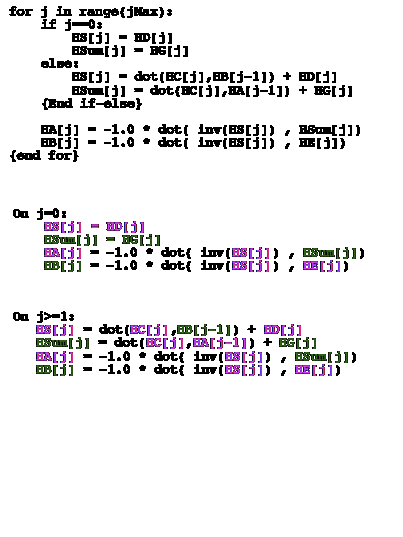 for j in range(jMax):
if j==0:
HS[j] = HD[j]
HSum[j] = HG[j]
else:
HS[j] = dot(HC[j],HB[j-1]) + HD[j]
HSum[j] = dot(HC[j],HA[j-1]) + HG[j]
{End if-else}
HA[j] = -1.0 * dot( inv(HS[j]) , HSum[j])
HB[j] = -1.0 * dot( inv(HS[j]) , HE[j])
{end for}
On j=0:
HS[j] = HD[j]
HSum[j] = HG[j]
HA[j] = -1.0 * dot( inv(HS[j]) , HSum[j])
HB[j] = -1.0 * dot( inv(HS[j]) , HE[j])
On j>=1:
HS[j] = dot(HC[j],HB[j-1]) + HD[j]
HSum[j] = dot(HC[j],HA[j-1]) + HG[j]
HA[j] = -1.0 * dot( inv(HS[j]) , HSum[j])
HB[j] = -1.0 * dot( inv(HS[j]) , HE[j])